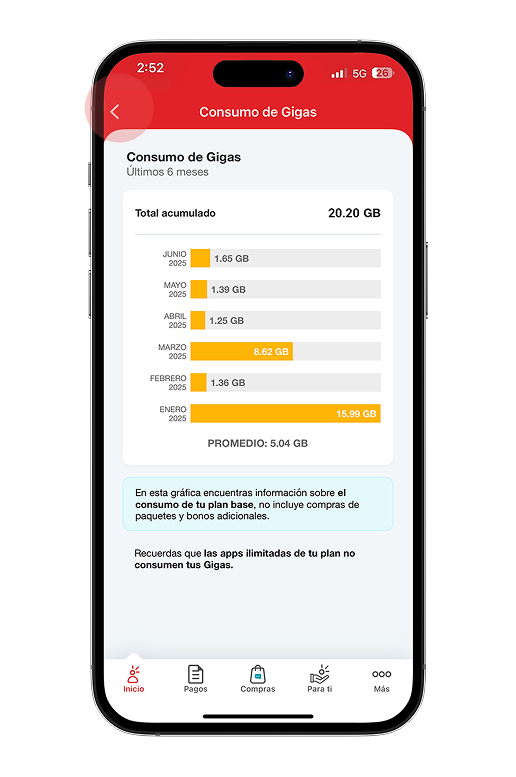 2:52
5G 26
Consumo de Gigas
Consumo de Gigas
Últimos 6 meses
Total acumulado 20.20 GB
JUNIO
2025
1.65 GB
MAYO
2025
1.39 GB
ABRIL
2025
1.25 GB
MARZO
2025
8.62 GB
FEBRERO
2025
1.36 GB
ENERO
2025
15.99 GB
PROMEDIO: 5.04 GB
En esta gráfica encuentras información sobre el
consumo de tu plan base, no incluye compras de
paquetes y bonos adicionales.
Recuerdas que las apps ilimitadas de tu plan no
consumen tus Gigas.
Inicio Pagos Compras Para ti Más